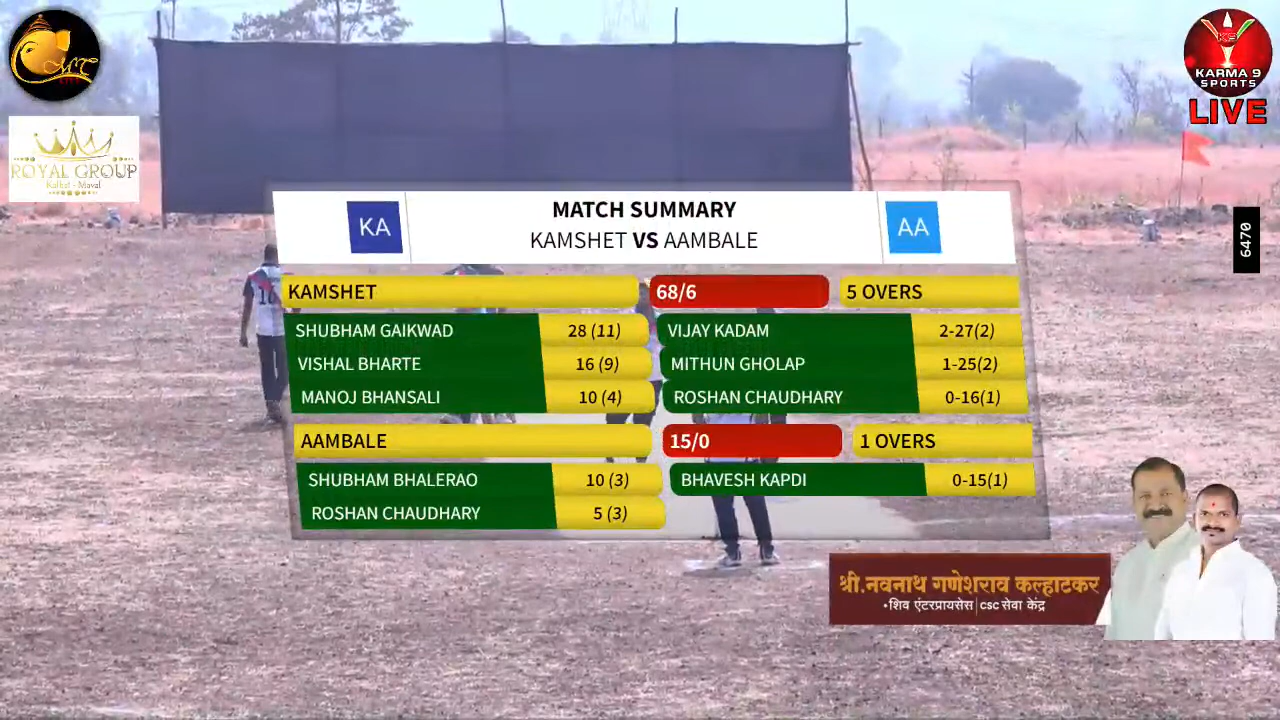 MT
ROYAL GROUP
Kalhat - Maval
KS
KARMA 9
SPORTS
LIVE
6470
KA
MATCH SUMMARY
KAMSHET VS AAMBALE
AA
KAMSHET 68/6 5 OVERS
SHUBHAM GAIKWAD 28 (11) VIJAY KADAM 2-27(2)
VISHAL BHARTE 16 (9) MITHUN GHOLAP 1-25(2)
MANOJ BHANSALI 10 (4) ROSHAN CHAUDHARY 0-16(1)
AAMBALE 15/0 1 OVERS
SHUBHAM BHALERAO 10 (3) BHAVESH KAPDI 0-15(1)
ROSHAN CHAUDHARY 5 (3)
श्री.नवनाथ गणेशराव कल्हाटकर
•शिव एंटरप्रायसेस|csc सेवा केंद्र